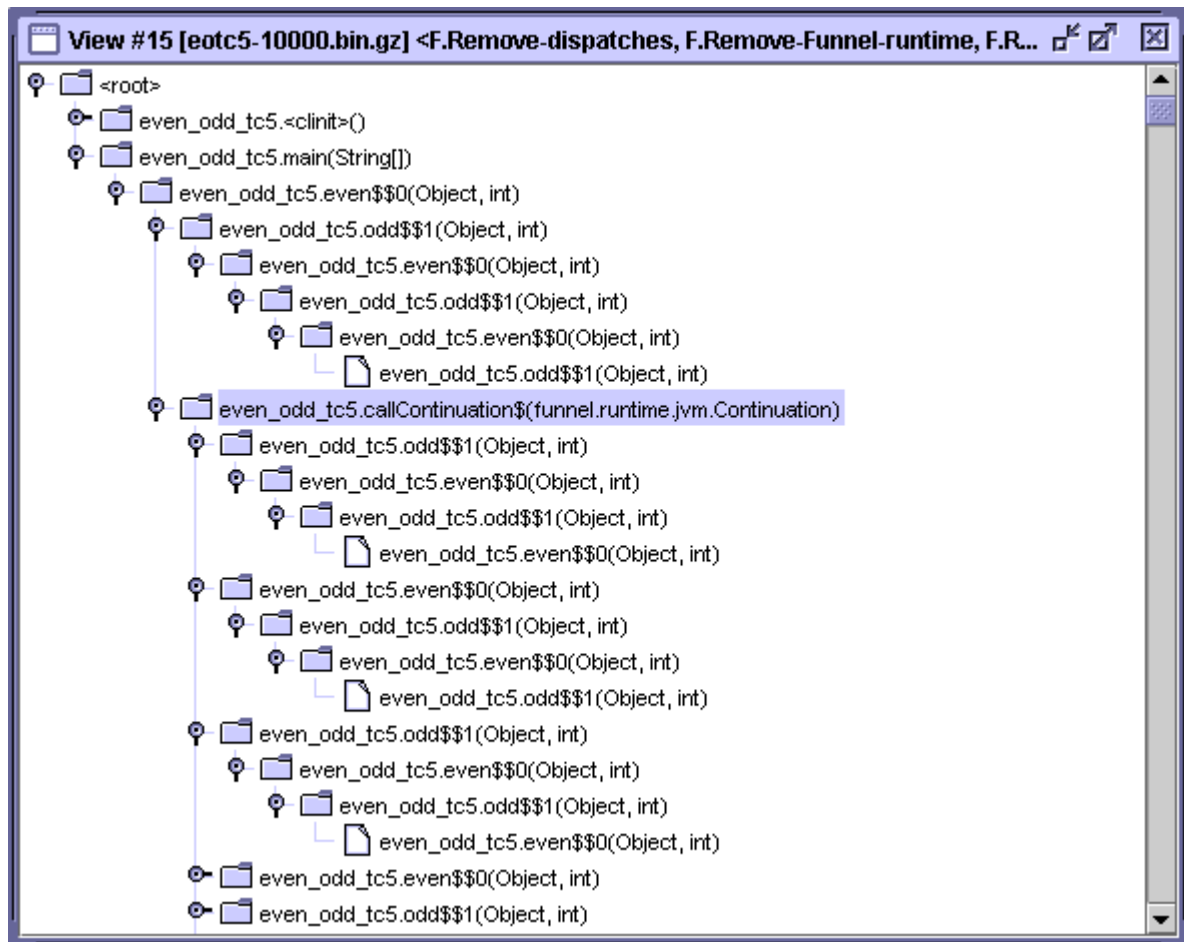 View #15 [eotc5-10000.bin.gz] <F.Remove-dispatches, F.Remove-Funnel-runtime, F.R...
<root>
even_odd_tc5.<clinit>()
even_odd_tc5.main(String[])
even_odd_tc5.even$$0(Object, int)
even_odd_tc5.odd$$1(Object, int)
even_odd_tc5.even$$0(Object, int)
even_odd_tc5.odd$$1(Object, int)
even_odd_tc5.even$$0(Object, int)
even_odd_tc5.odd$$1(Object, int)
even_odd_tc5.callContinuation$(funnel.runtime.jvm.Continuation)
even_odd_tc5.odd$$1(Object, int)
even_odd_tc5.even$$0(Object, int)
even_odd_tc5.odd$$1(Object, int)
even_odd_tc5.even$$0(Object, int)
even_odd_tc5.even$$0(Object, int)
even_odd_tc5.odd$$1(Object, int)
even_odd_tc5.even$$0(Object, int)
even_odd_tc5.odd$$1(Object, int)
even_odd_tc5.odd$$1(Object, int)
even_odd_tc5.even$$0(Object, int)
even_odd_tc5.odd$$1(Object, int)
even_odd_tc5.even$$0(Object, int)
even_odd_tc5.even$$0(Object, int)
even_odd_tc5.odd$$1(Object, int)